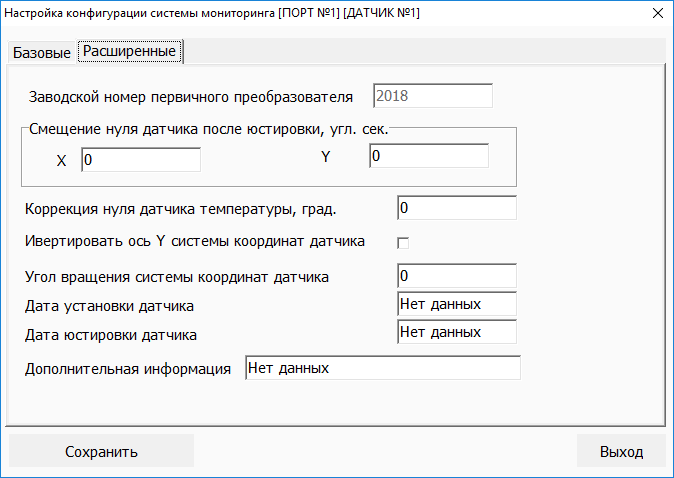 Настройка конфигурации системы мониторинга [ПОРТ №1] [ДАТЧИК №1]
Базовые Расширенные
Заводской номер первичного преобразователя 2018
Смещение нуля датчика после юстировки, угл. сек.
X 0 Y 0
Коррекция нуля датчика температуры, град. 0
Ивертировать ось Y системы координат датчика
Угол вращения системы координат датчика 0
Дата установки датчика Нет данных
Дата юстировки датчика Нет данных
Дополнительная информация Нет данных
Сохранить Выход